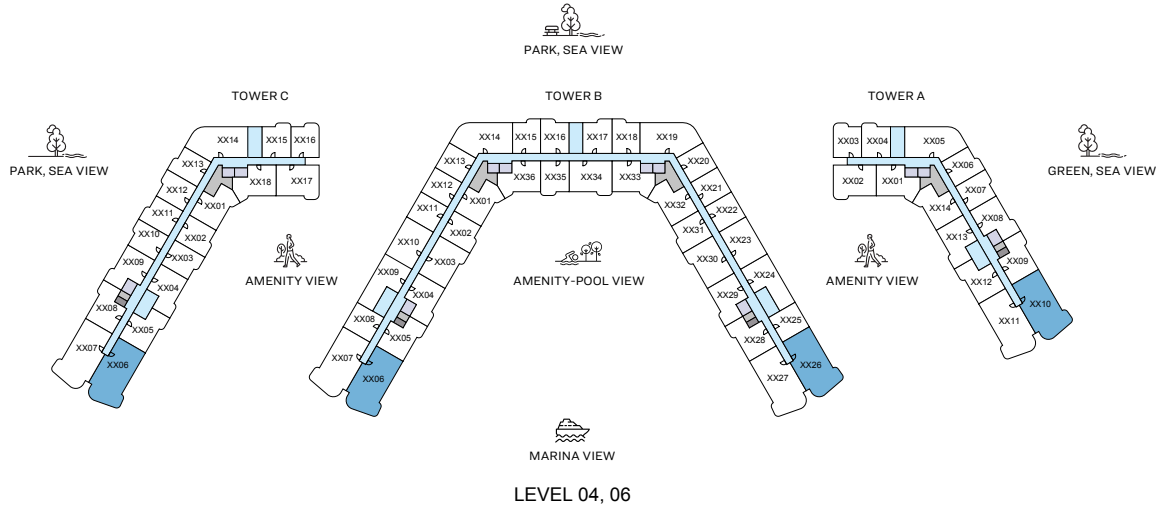 PARK, SEA VIEW
TOWER C
TOWER B
TOWER A
PARK, SEA VIEW
GREEN, SEA VIEW
XX14 XX15 XX16
XX13
XX12
XX11
XX10
XX09
XX08
XX07
XX18 XX17
XX01
XX02
XX03
XX04
XX05
XX06
AMENITY VIEW
XX14 XX15 XX16 XX17 XX18 XX19
XX13
XX12
XX11
XX10
XX09
XX08
XX07
XX36 XX35 XX34 XX33
XX01
XX02
XX03
XX04
XX05
XX06
AMENITY-POOL VIEW
XX20
XX21
XX22
XX23
XX24
XX25
XX26
XX32
XX31
XX30
XX29
XX28
XX27
AMENITY VIEW
XX03 XX04 XX05
XX02 XX01
XX06
XX07
XX08
XX09
XX10
XX14
XX13
XX12
XX11
MARINA VIEW
LEVEL 04, 06